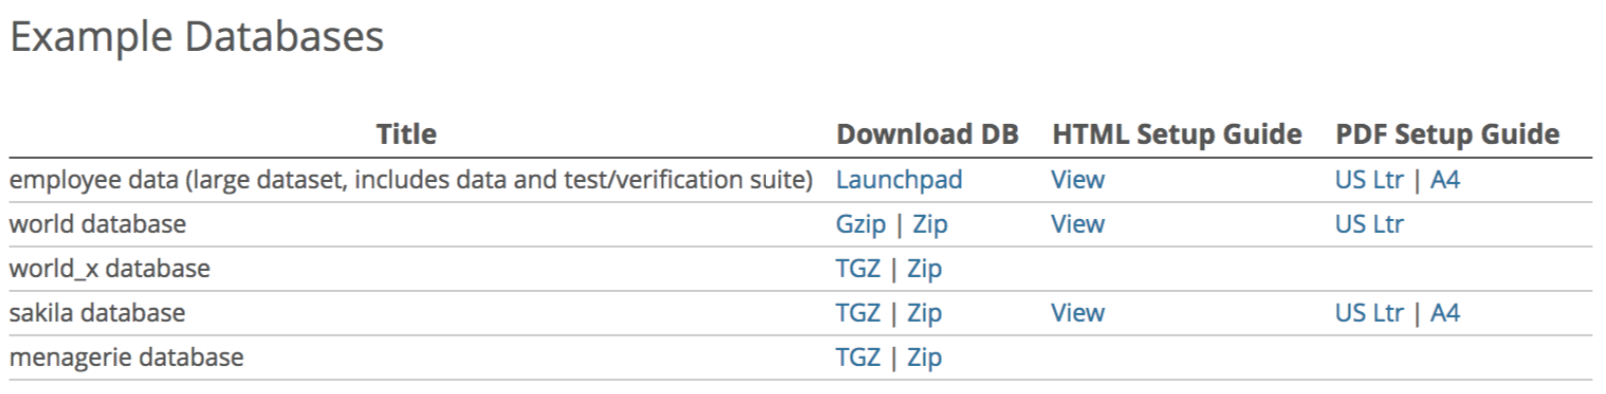 Example Databases
Title Download DB HTML Setup Guide PDF Setup Guide
employee data (large dataset, includes data and test/verification suite) Launchpad View US Ltr | A4
world database Gzip | Zip View US Ltr
world_x database TGZ | Zip
sakila database TGZ | Zip View US Ltr | A4
menagerie database TGZ | Zip